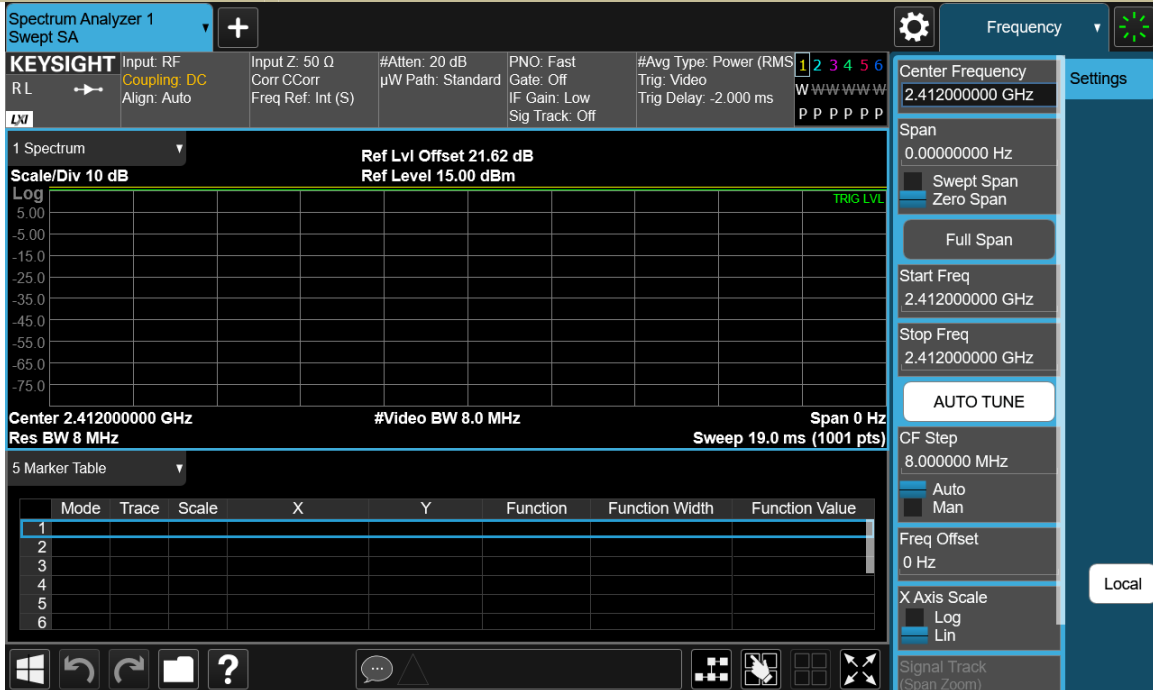 Spectrum Analyzer 1
Swept SA
+
Frequency
KEYSIGHT
RL
LXI
Input: RF
Coupling: DC
Align: Auto
Input Z: 50 Ω
Corr CCorr
Freq Ref: Int (S)
#Atten: 20 dB
µW Path: Standard
PNO: Fast
Gate: Off
IF Gain: Low
Sig Track: Off
#Avg Type: Power (RMS
Trig: Video
Trig Delay: -2.000 ms
1 2 3 4 5 6
W W W W W W
P P P P P P
1 Spectrum
Scale/Div 10 dB
Ref Lvl Offset 21.62 dB
Ref Level 15.00 dBm
Log
TRIG LVL
5.00
-5.00
-15.0
-25.0
-35.0
-45.0
-55.0
-65.0
-75.0
Center 2.412000000 GHz
#Video BW 8.0 MHz
Span 0 Hz
Res BW 8 MHz
Sweep 19.0 ms (1001 pts)
5 Marker Table
Mode Trace Scale X Y Function Function Width Function Value
1
2
3
4
5
6
?
Center Frequency
2.412000000 GHz
Span
0.00000000 Hz
Swept Span
Zero Span
Full Span
Start Freq
2.412000000 GHz
Stop Freq
2.412000000 GHz
AUTO TUNE
CF Step
8.000000 MHz
Auto
Man
Freq Offset
0 Hz
X Axis Scale
Log
Lin
Signal Track
(Span Zoom)
Settings
Local